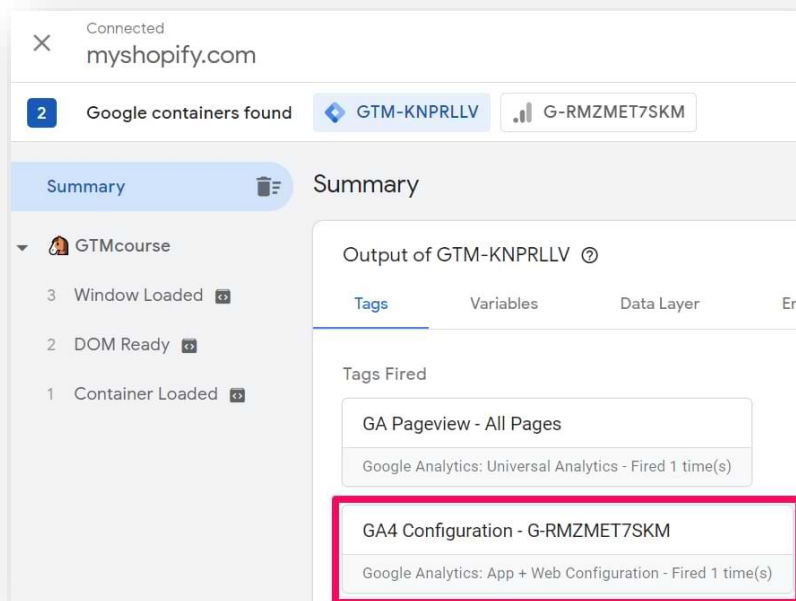 Connected
myshopify.com
2 Google containers found GTM-KNPRLLV G-RMZMET7SKM
Summary
Summary
GTMcourse
Output of GTM-KNPRLLV
3 Window Loaded
Tags Variables Data Layer Er
2 DOM Ready
1 Container Loaded
Tags Fired
GA Pageview - All Pages
Google Analytics: Universal Analytics - Fired 1 time(s)
GA4 Configuration - G-RMZMET7SKM
Google Analytics: App + Web Configuration - Fired 1 time(s)